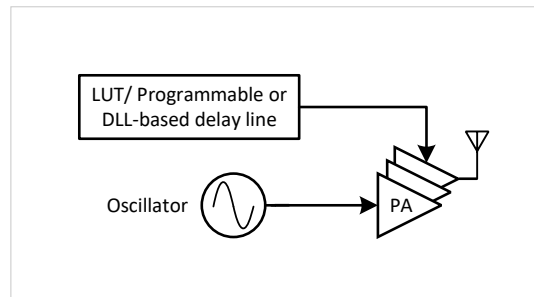 LUT/ Programmable or
DLL-based delay line
Oscillator
PA